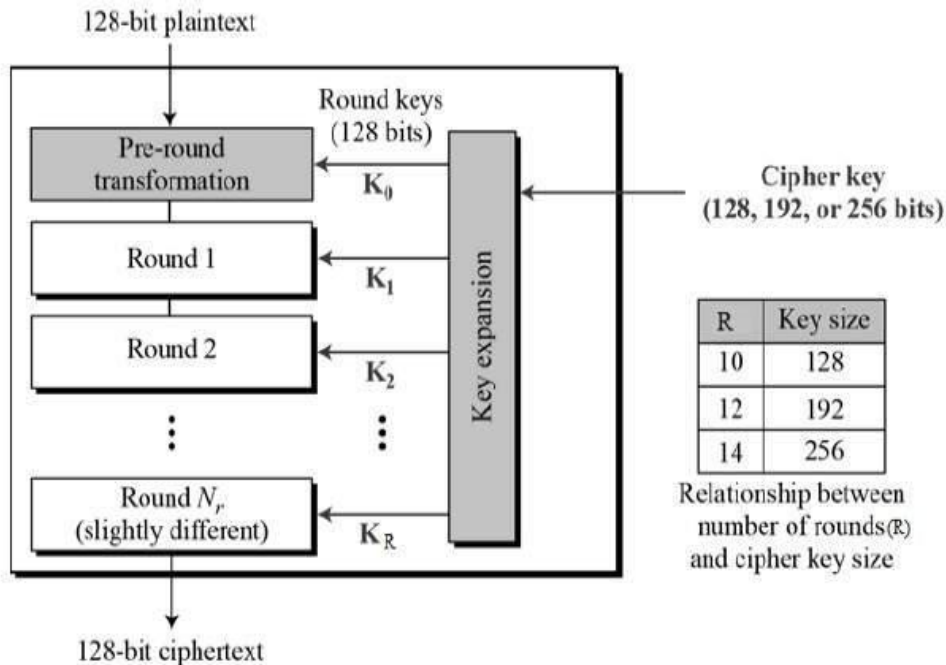 128-bit plaintext
Round keys
(128 bits)
Pre-round
transformation
K0
Cipher key
(128, 192, or 256 bits)
Round 1
K1
Key expansion
Round 2
K2
R Key size
10 128
12 192
14 256
Round Nr
(slightly different)
KR
Relationship between
number of rounds(R)
and cipher key size
128-bit ciphertext